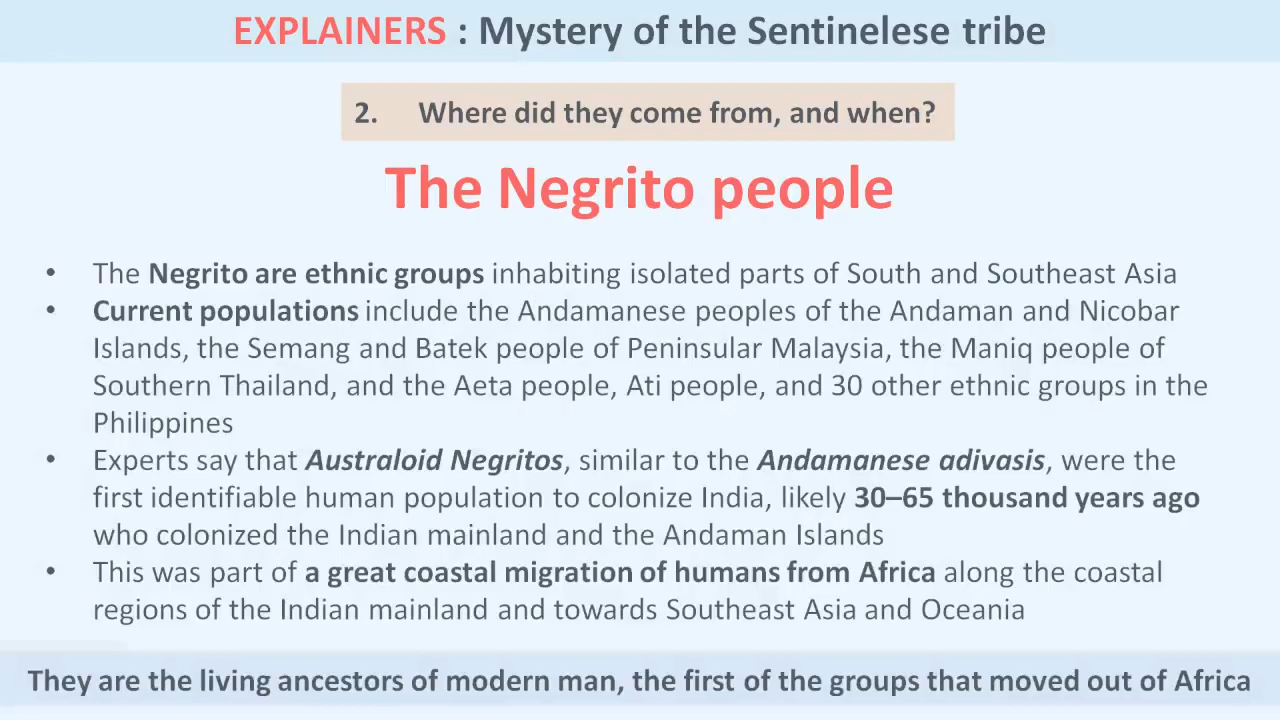 EXPLAINERS : Mystery of the Sentinelese tribe
2. Where did they come from, and when?
The Negrito people
• The Negrito are ethnic groups inhabiting isolated parts of South and Southeast Asia
• Current populations include the Andamanese peoples of the Andaman and Nicobar
Islands, the Semang and Batek people of Peninsular Malaysia, the Maniq people of
Southern Thailand, and the Aeta people, Ati people, and 30 other ethnic groups in the
Philippines
• Experts say that Australoid Negritos, similar to the Andamanese adivasis, were the
first identifiable human population to colonize India, likely 30–65 thousand years ago
who colonized the Indian mainland and the Andaman Islands
• This was part of a great coastal migration of humans from Africa along the coastal
regions of the Indian mainland and towards Southeast Asia and Oceania
They are the living ancestors of modern man, the first of the groups that moved out of Africa